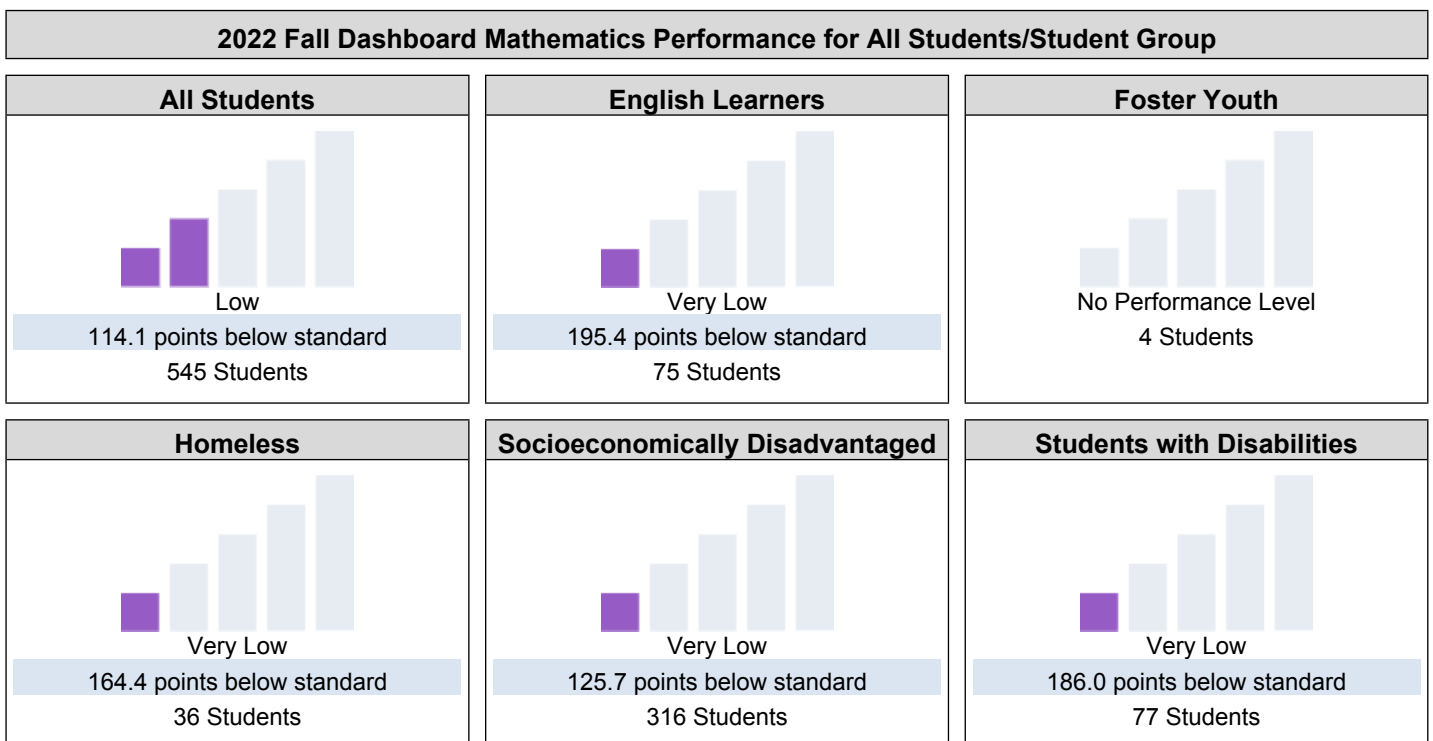 2022 Fall Dashboard Mathematics Performance for All Students/Student Group
All Students
Low
114.1 points below standard
545 Students
English Learners
Very Low
195.4 points below standard
75 Students
Foster Youth
No Performance Level
4 Students
Homeless
Very Low
164.4 points below standard
36 Students
Socioeconomically Disadvantaged
Very Low
125.7 points below standard
316 Students
Students with Disabilities
Very Low
186.0 points below standard
77 Students